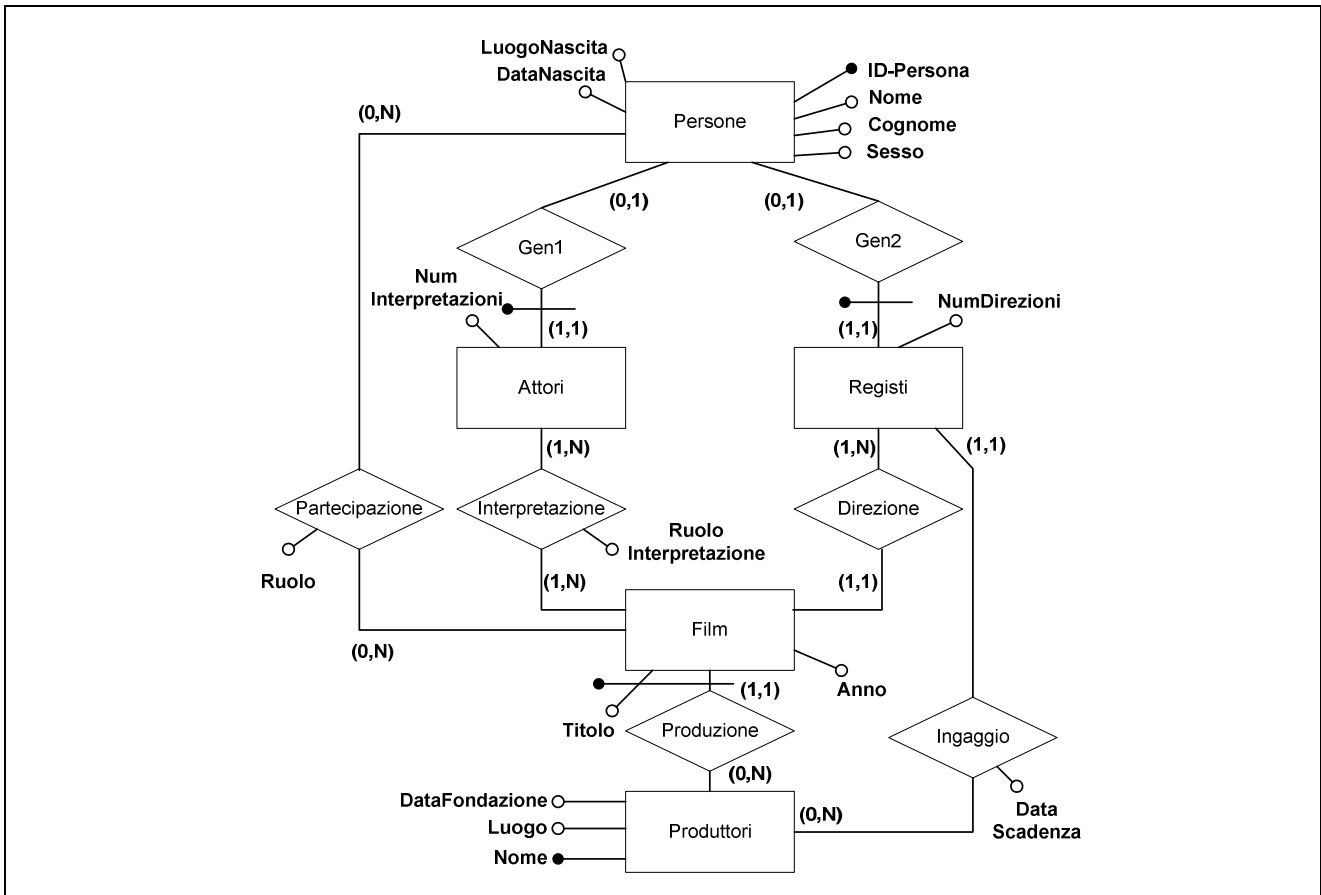 LuogoNascita
DataNascita
ID-Persona
Nome
Cognome
Sesso
Persone
(0,N)
(0,1)
(0,1)
Gen1
Gen2
Num
Interpretazioni
NumDirezioni
(1,1)
(1,1)
Attori
Registi
(1,N)
(1,N)
(1,1)
Partecipazione
Interpretazione
Direzione
Ruolo
Interpretazione
Ruolo
(1,N)
(1,1)
Film
(0,N)
Anno
(1,1)
Titolo
Produzione
Ingaggio
(0,N)
DataFondazione
Luogo
Nome
Produttori
(0,N)
Data
Scadenza